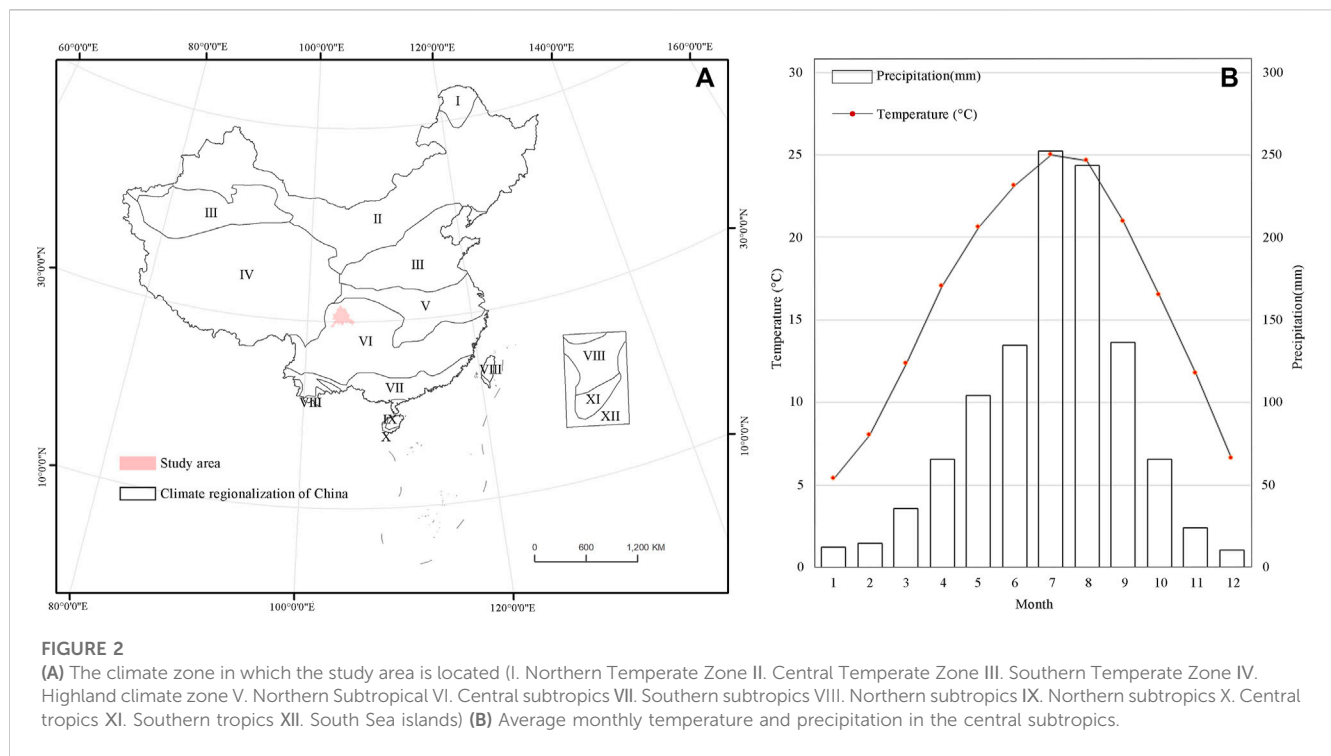 60°0'0"E 80°0'0"E 100°0'0"E 120°0'0"E 140°0'0"E 160°0'0"E
A
I
II
III
III
IV
V
VI
VII
VIII
VIII
IX
X
VIII
XI
XII
30°0'0"N
10°0'0"N
30°0'0"N
10°0'0"N
Study area
Climate regionalization of China
0 600 1,200 KM
80°0'0"E 100°0'0"E 120°0'0"E
B
Precipitation(mm)
Temperature (°C)
30
25
20
15
10
5
0
Temperature (°C)
300
250
200
150
100
50
0
Precipitation(mm)
1 2 3 4 5 6 7 8 9 10 11 12
Month
FIGURE 2
(A) The climate zone in which the study area is located (I. Northern Temperate Zone II. Central Temperate Zone III. Southern Temperate Zone IV.
Highland climate zone V. Northern Subtropical VI. Central subtropics VII. Southern subtropics VIII. Northern subtropics IX. Northern subtropics X. Central
tropics XI. Southern tropics XII. South Sea islands) (B) Average monthly temperature and precipitation in the central subtropics.